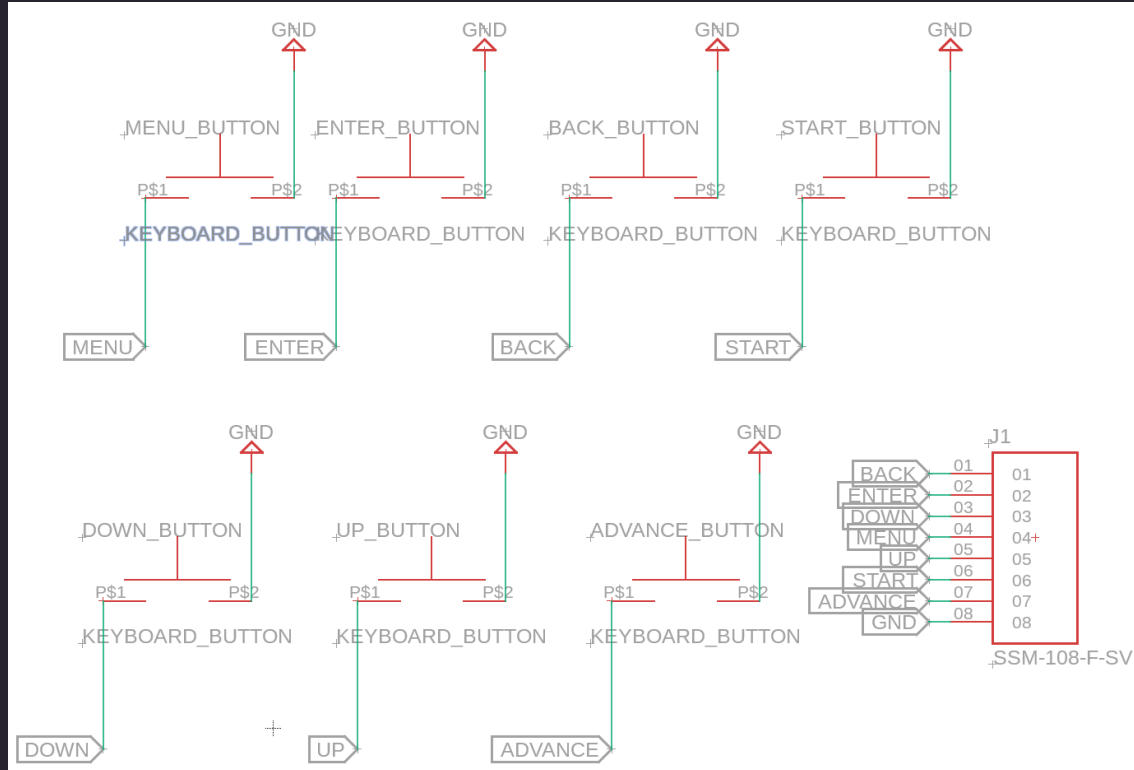 GND GND GND GND
MENU_BUTTON ENTER_BUTTON BACK_BUTTON START_BUTTON
P$1 P$2 P$1 P$2 P$1 P$2 P$1 P$2
KEYBOARD_BUTTON KEYBOARD_BUTTON KEYBOARD_BUTTON KEYBOARD_BUTTON
MENU ENTER BACK START
GND GND GND
DOWN_BUTTON UP_BUTTON ADVANCE_BUTTON
P$1 P$2 P$1 P$2 P$1 P$2
KEYBOARD_BUTTON KEYBOARD_BUTTON KEYBOARD_BUTTON
DOWN UP ADVANCE
J1
BACK 01 01
ENTER 02 02
DOWN 03 03
MENU 04 04
UP 05 05
START 06 06
ADVANCE 07 07
GND 08 08
SSM-108-F-SV